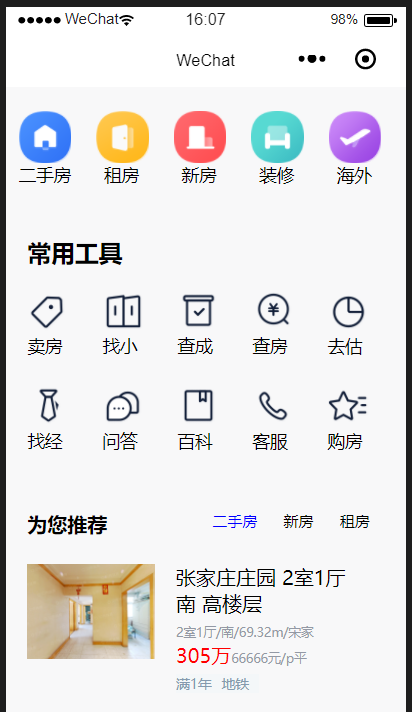 ●●●●● WeChat 16:07 98%
WeChat
二手房 租房 新房 装修 海外
常用工具
卖房 找小 查成 查房 去估
找经 问答 百科 客服 购房
为您推荐 二手房 新房 租房
张家庄庄园 2室1厅
南 高楼层
2室1厅/南/69.32m/宋家
305万66666元/p平
满1年 地铁